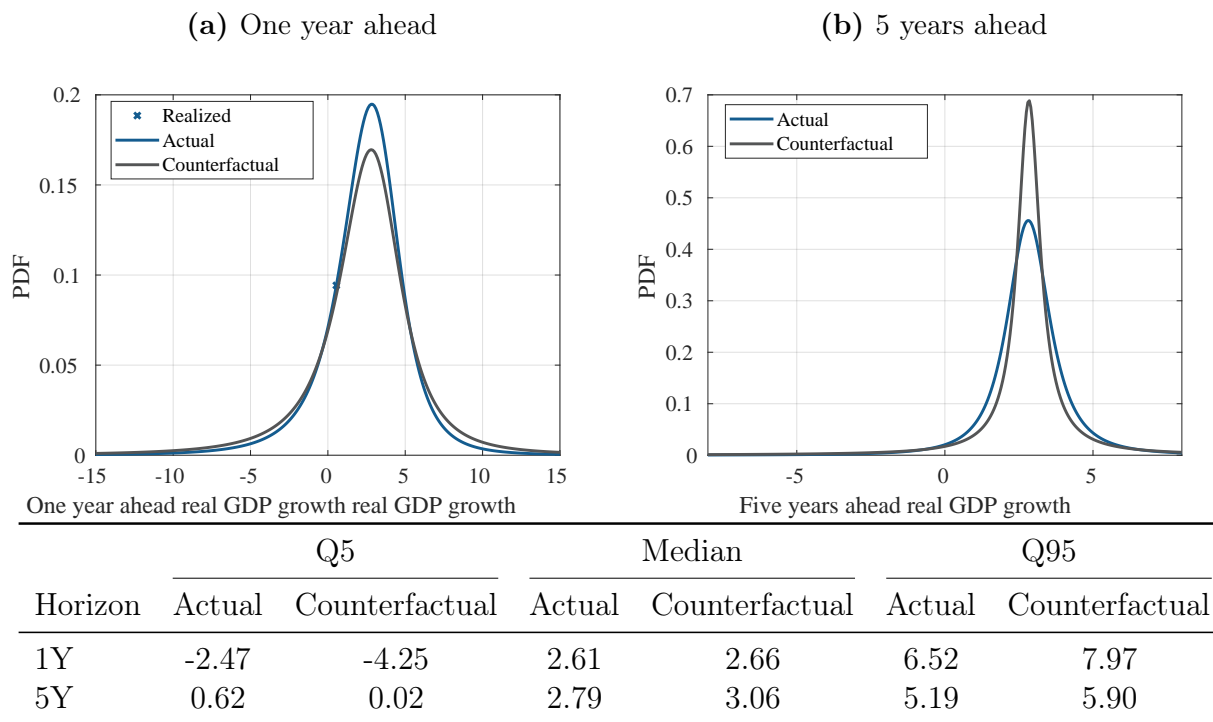 (a) One year ahead
0.2
0.15
0.1
0.05
0
PDF
-15 -10 -5 0 5 10 15
Realized
Actual
Counterfactual
One year ahead real GDP growth real GDP growth
(b) 5 years ahead
0.7
0.6
0.5
0.4
0.3
0.2
0.1
0
PDF
-5 0 5
Actual
Counterfactual
Five years ahead real GDP growth
Q5 Median Q95
Horizon Actual Counterfactual Actual Counterfactual Actual Counterfactual
1Y -2.47 -4.25 2.61 2.66 6.52 7.97
5Y 0.62 0.02 2.79 3.06 5.19 5.90